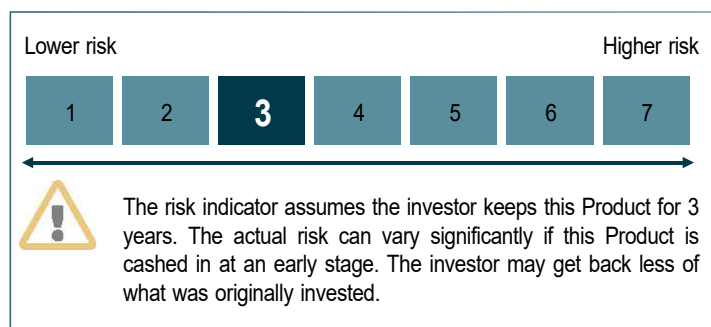 Lower risk Higher risk
1 2 3 4 5 6 7
The risk indicator assumes the investor keeps this Product for 3
years. The actual risk can vary significantly if this Product is
cashed in at an early stage. The investor may get back less of
what was originally invested.